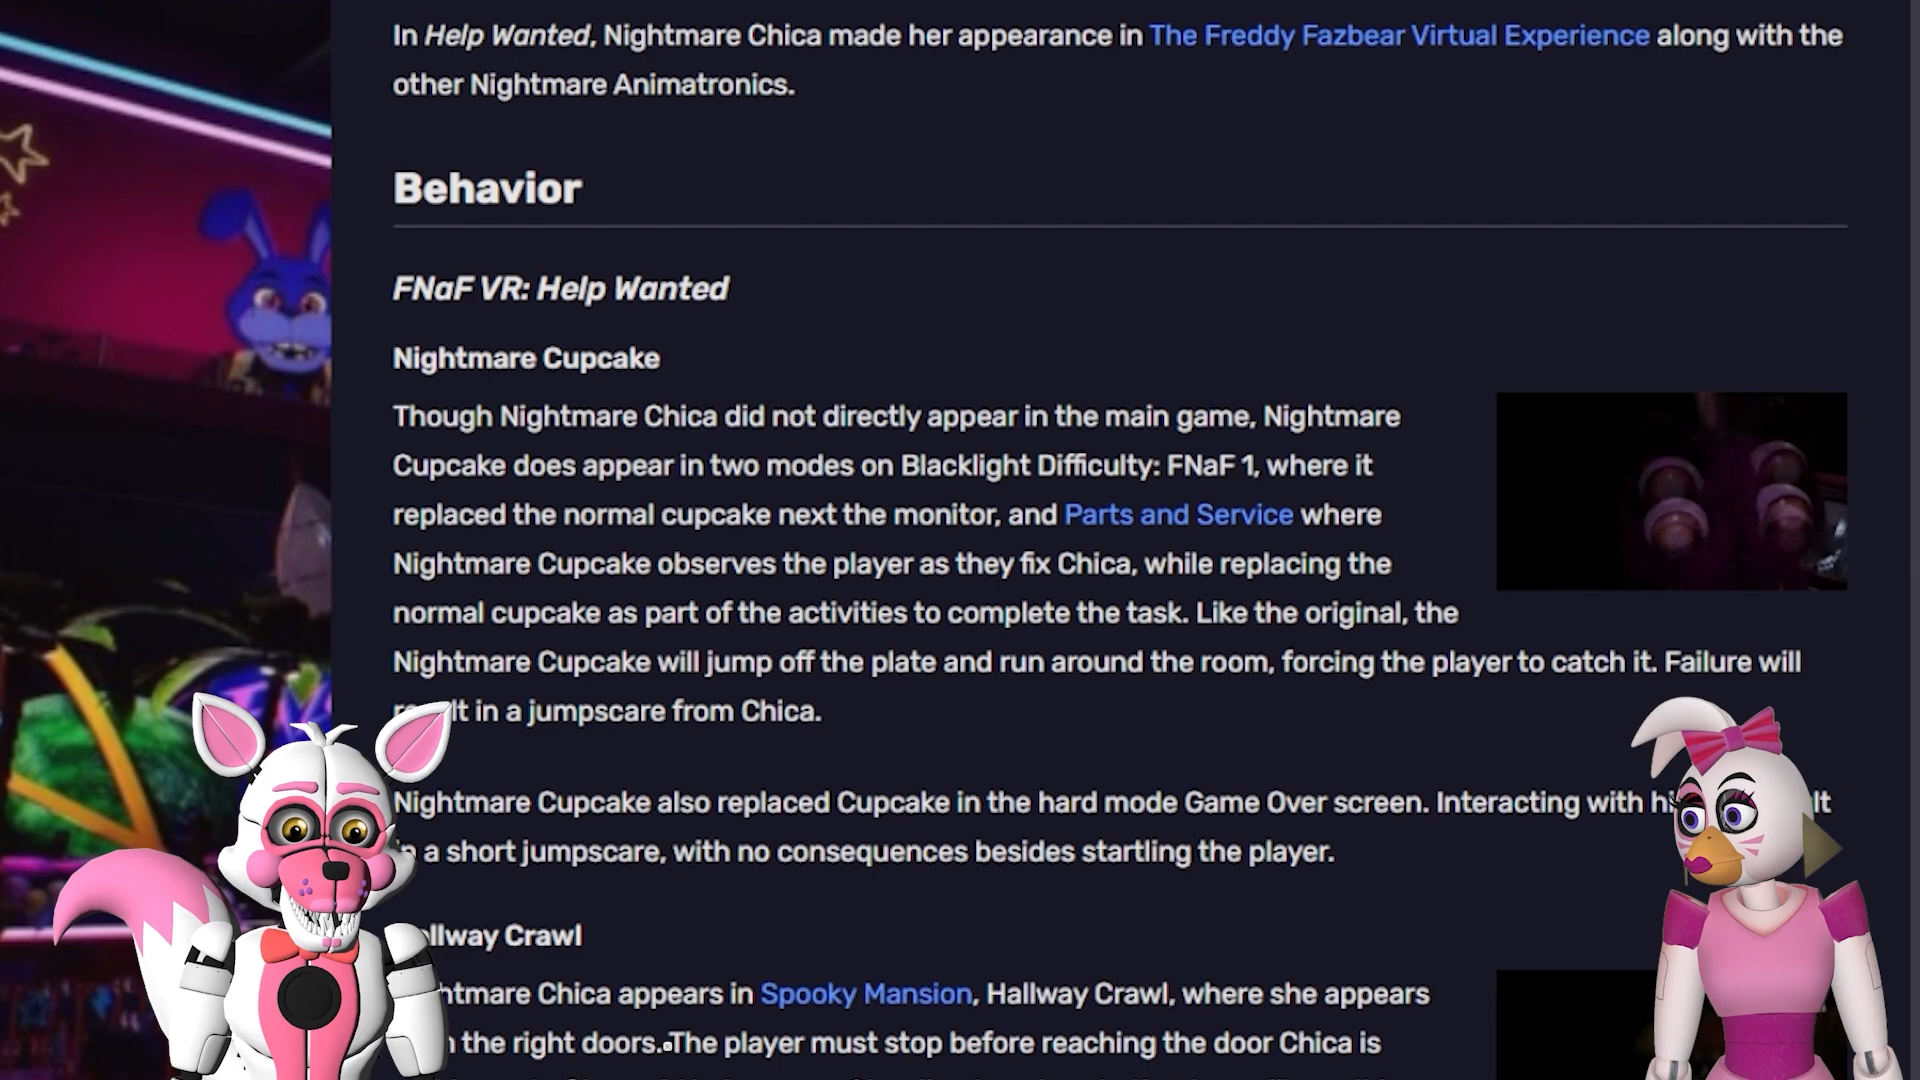 In Help Wanted, Nightmare Chica made her appearance in The Freddy Fazbear Virtual Experience along with the
other Nightmare Animatronics.
Behavior
FNaF VR: Help Wanted
Nightmare Cupcake
Though Nightmare Chica did not directly appear in the main game, Nightmare
Cupcake does appear in two modes on Blacklight Difficulty: FNaF 1, where it
replaced the normal cupcake next the monitor, and Parts and Service where
Nightmare Cupcake observes the player as they fix Chica, while replacing the
normal cupcake as part of the activities to complete the task. Like the original, the
Nightmare Cupcake will jump off the plate and run around the room, forcing the player to catch it. Failure will
in a jumpscare from Chica.
Nightmare Cupcake also replaced Cupcake in the hard mode Game Over screen. Interacting with
a short jumpscare, with no consequences besides startling the player.
Crawl
Chica appears in Spooky Mansion, Hallway Crawl, where she appears
the right doors. The player must stop before reaching the door Chica is